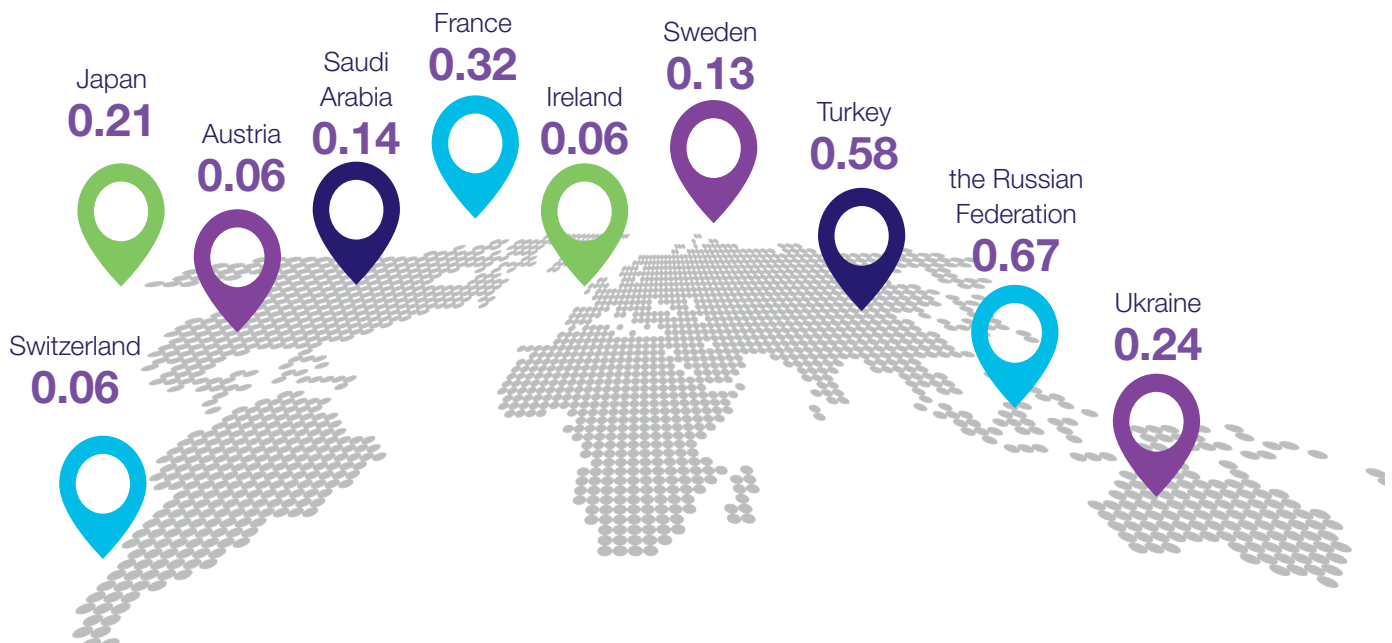 France
0.32
Sweden
0.13
Saudi
Arabia
0.14
Japan
0.21
Ireland
0.06
Turkey
0.58
Austria
0.06
the Russian
Federation
0.67
Ukraine
0.24
Switzerland
0.06